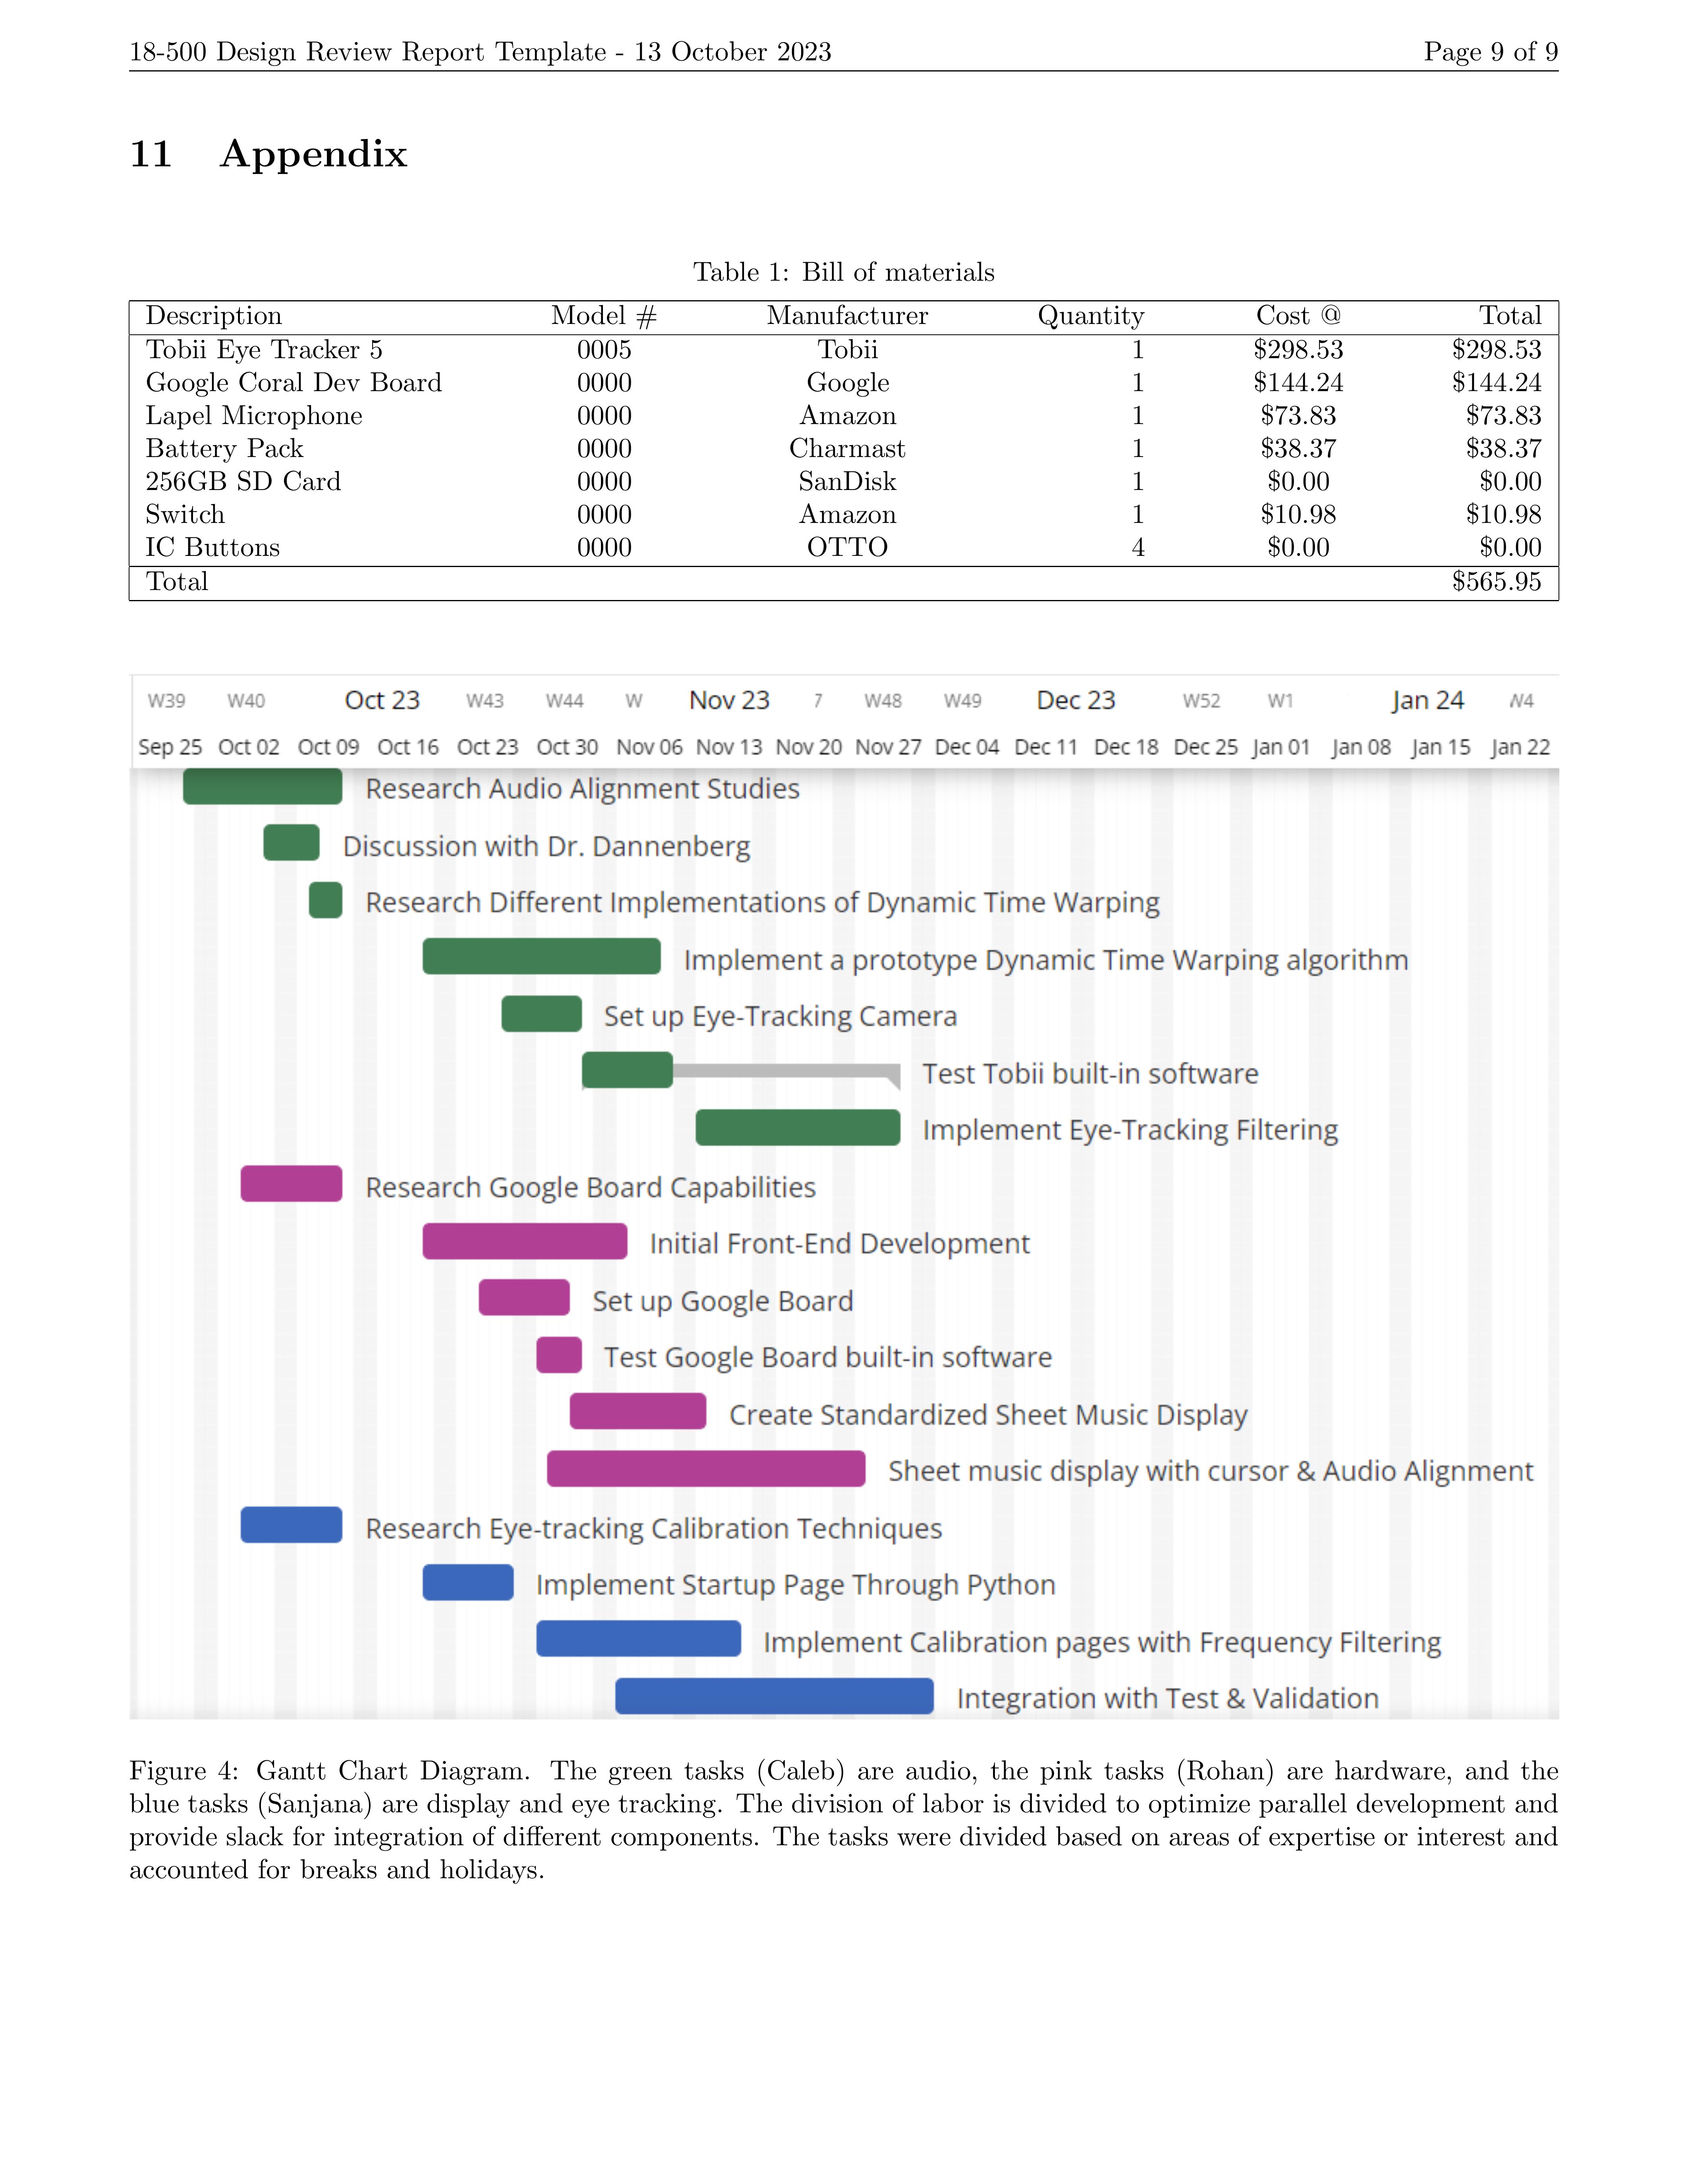 18-500 Design Review Report Template - 13 October 2023 Page 9 of 9
11 Appendix
Table 1: Bill of materials
Description Model # Manufacturer Quantity Cost @ Total
Tobii Eye Tracker 5 0005 Tobii 1 $298.53 $298.53
Google Coral Dev Board 0000 Google 1 $144.24 $144.24
Lapel Microphone 0000 Amazon 1 $73.83 $73.83
Battery Pack 0000 Charmast 1 $38.37 $38.37
256GB SD Card 0000 SanDisk 1 $0.00 $0.00
Switch 0000 Amazon 1 $10.98 $10.98
IC Buttons 0000 OTTO 4 $0.00 $0.00
Total $565.95
W39 W40 Oct 23 W43 W44 W Nov 23 7 W48 W49 Dec 23 W52 W1 Jan 24 W4
Sep 25 Oct 02 Oct 09 Oct 16 Oct 23 Oct 30 Nov 06 Nov 13 Nov 20 Nov 27 Dec 04 Dec 11 Dec 18 Dec 25 Jan 01 Jan 08 Jan 15 Jan 22
Research Audio Alignment Studies
Discussion with Dr. Dannenberg
Research Different Implementations of Dynamic Time Warping
Implement a prototype Dynamic Time Warping algorithm
Set up Eye-Tracking Camera
Test Tobii built-in software
Implement Eye-Tracking Filtering
Research Google Board Capabilities
Initial Front-End Development
Set up Google Board
Test Google Board built-in software
Create Standardized Sheet Music Display
Sheet music display with cursor & Audio Alignment
Research Eye-tracking Calibration Techniques
Implement Startup Page Through Python
Implement Calibration pages with Frequency Filtering
Integration with Test & Validation
Figure 4: Gantt Chart Diagram. The green tasks (Caleb) are audio, the pink tasks (Rohan) are hardware, and the
blue tasks (Sanjana) are display and eye tracking. The division of labor is divided to optimize parallel development and
provide slack for integration of different components. The tasks were divided based on areas of expertise or interest and
accounted for breaks and holidays.